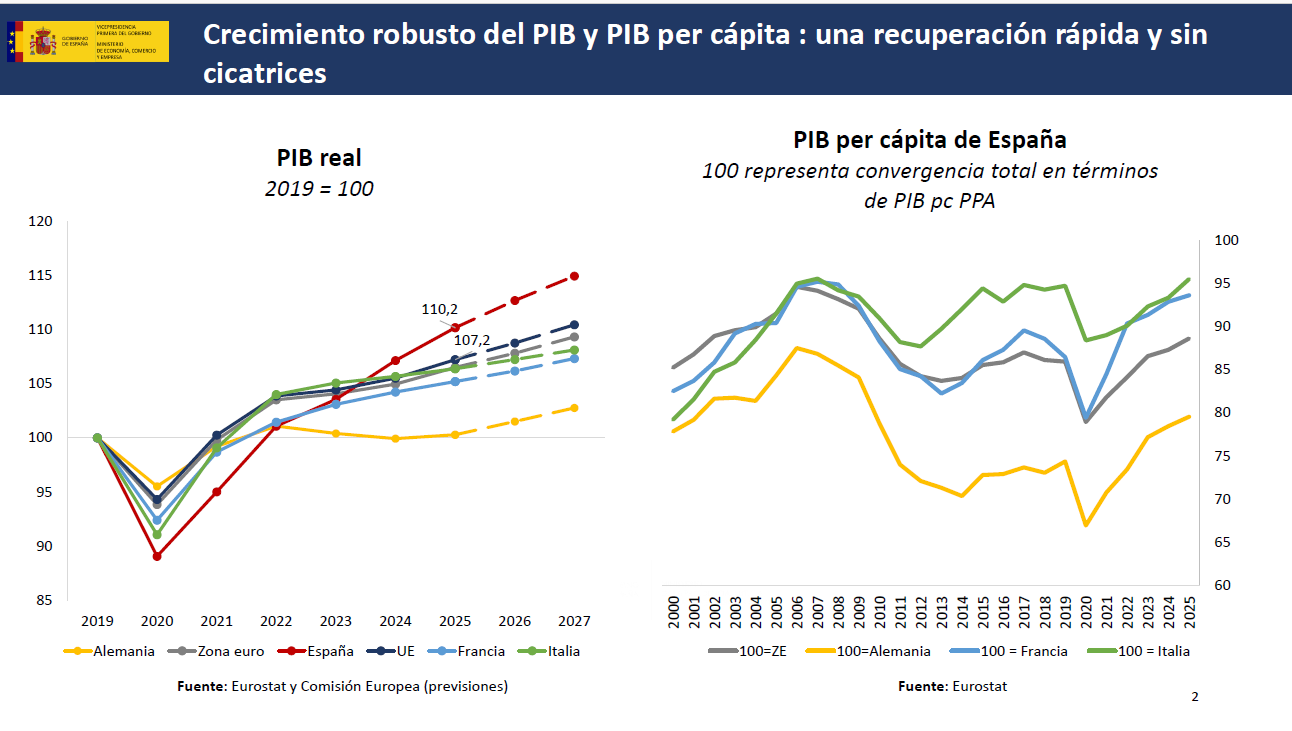 VICEPRESIDENCIA
PRIMERA DEL GOBIERNO
GOBIERNO
DE ESPAÑA
MINISTERIO
DE ECONOMÍA, COMERCIO
Y EMPRESA
Crecimiento robusto del PIB y PIB per cápita : una recuperación rápida y sin
cicatrices
PIB real
2019 = 100
120
115
110
105
100
95
90
85
110,2
107,2
2019 2020 2021 2022 2023 2024 2025 2026 2027
Alemania Zona euro España UE Francia Italia
Fuente: Eurostat y Comisión Europea (previsiones)
PIB per cápita de España
100 representa convergencia total en términos
de PIB pc PPA
100
95
90
85
80
75
70
65
60
2000 2001 2002 2003 2004 2005 2006 2007 2008 2009 2010 2011 2012 2013 2014 2015 2016 2017 2018 2019 2020 2021 2022 2023 2024 2025
100=ZE 100=Alemania 100 = Francia 100 = Italia
Fuente: Eurostat
2